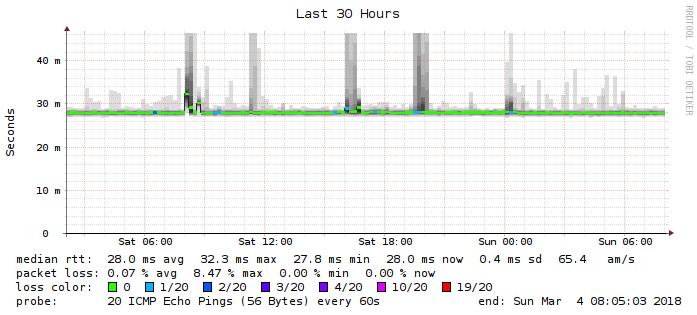 Last 30 Hours
RRDTOOL / TOBI OETIKER
Seconds
40 m
30 m
20 m
10 m
0
Sat 06:00 Sat 12:00 Sat 18:00 Sun 00:00 Sun 06:00
median rtt: 28.0 ms avg 32.3 ms max 27.8 ms min 28.0 ms now 0.4 ms sd 65.4 am/s
packet loss: 0.07 % avg 8.47 % max 0.00 % min 0.00 % now
loss color: 0 1/20 2/20 3/20 4/20 10/20 19/20
probe: 20 ICMP Echo Pings (56 Bytes) every 60s end: Sun Mar 4 08:05:03 2018